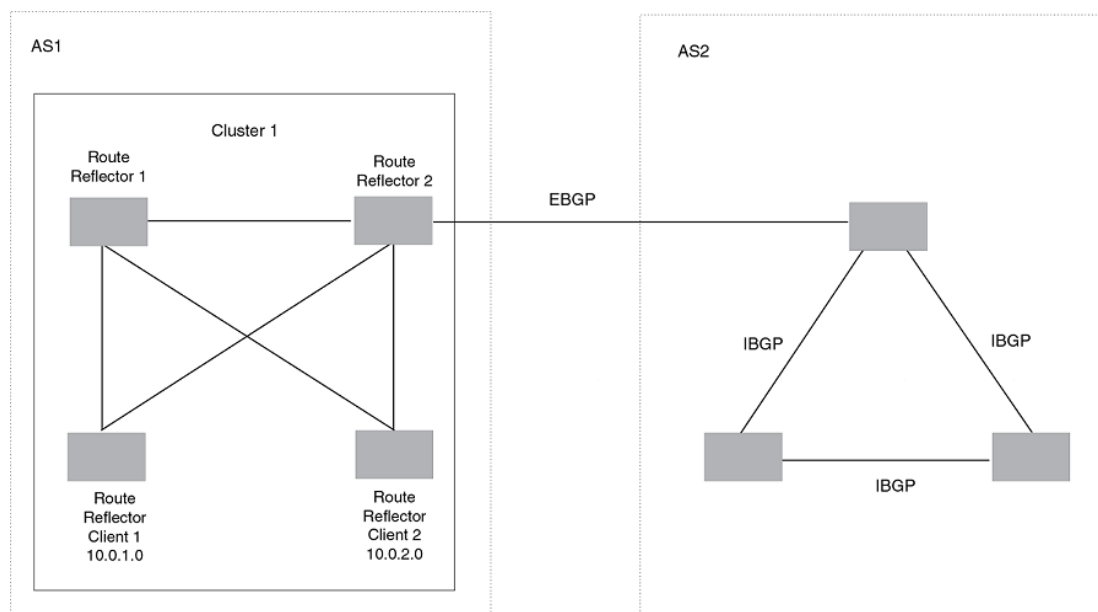 AS1
AS2
Cluster 1
Route
Reflector 1
Route
Reflector 2
EBGP
IBGP
IBGP
IBGP
Route
Reflector
Client 1
10.0.1.0
Route
Reflector
Client 2
10.0.2.0